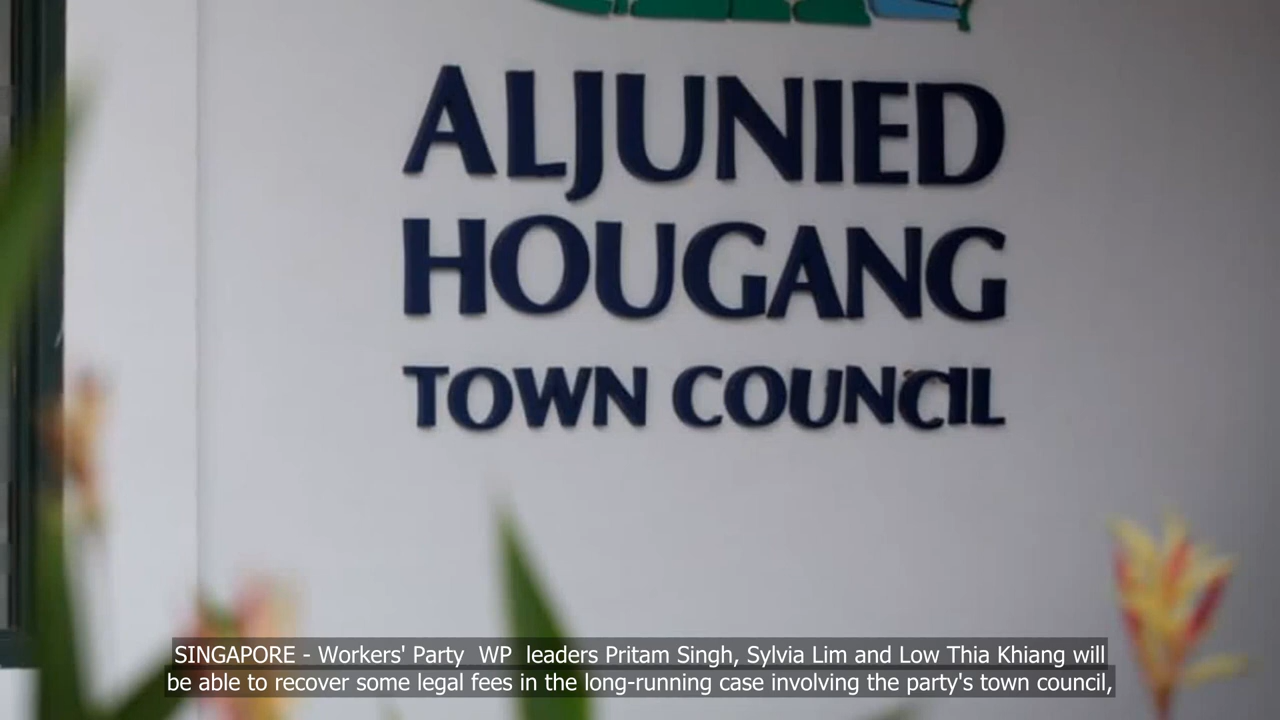 ALJUNIED
HOUGANG
TOWN COUNCIL
SINGAPORE - Workers' Party  WP  leaders Pritam Singh, Sylvia Lim and Low Thia Khiang will
be able to recover some legal fees in the long-running case involving the party's town council,